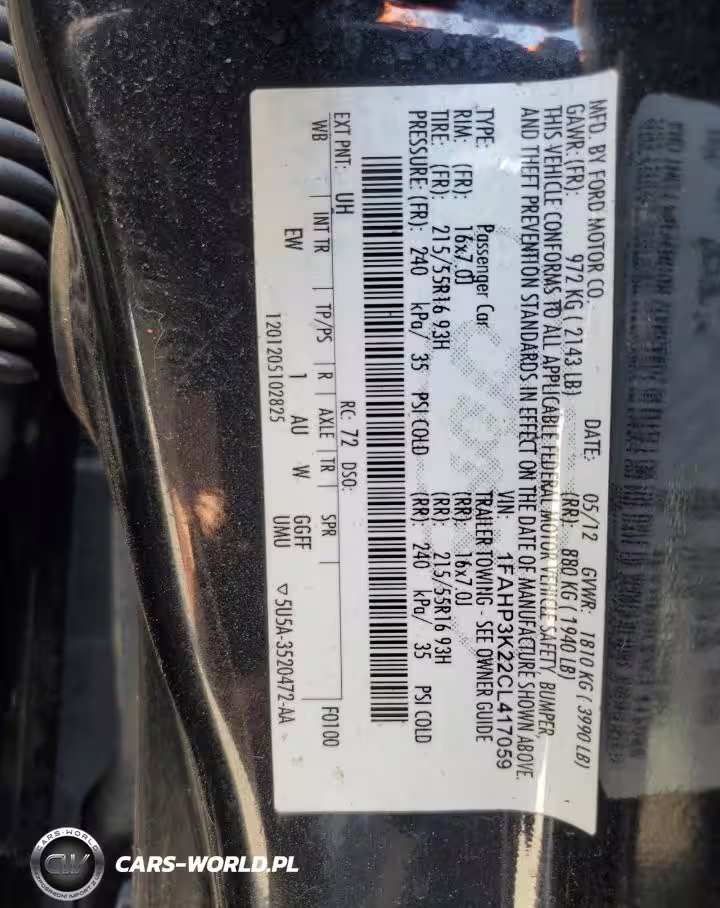 MFD. BY FORD MOTOR CO.
DATE: 05/12 GVWR: 1810 KG ( 3990 LB)
GAWR: (FR): 972 KG ( 2143 LB) (RR): 880 KG ( 1940 LB)
THIS VEHICLE CONFORMS TO ALL APPLICABLE FEDERAL MOTOR VEHICLE SAFETY, BUMPER,
AND THEFT PREVENTION STANDARDS IN EFFECT ON THE DATE OF MANUFACTURE SHOWN ABOVE.
VIN: 1FAHP3K22CL417059
TYPE: Passenger Car TRAILER TOWING - SEE OWNER GUIDE
RIM: (FR): 16x7.0J (RR): 16x7.0J
TIRE: (FR): 215/55R16 93H (RR): 215/55R16 93H
PRESSURE: (FR): 240 kPa/ 35 PSI COLD (RR): 240 kPa/ 35 PSI COLD
RC: 72 DSO: F0100
EXT PNT: UH
WB INT TR TP/PS R AXLE TR SPR
EW 1 AU W GGFF
UMU
1201205102825 ▽ 5U5A-3520472-AA
CARS-WORLD
CW
CARS-WORLD.PL